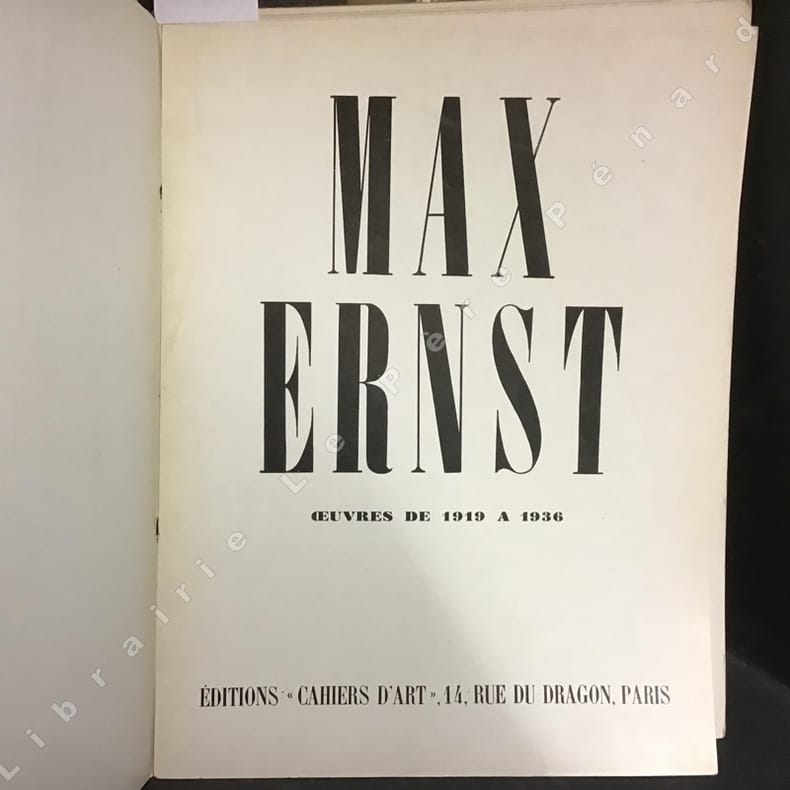 MAX
ERNST
ŒUVRES DE 1919 A 1936
ÉDITIONS « CAHIERS D'ART », 14, RUE DU DRAGON, PARIS
Librairie Le Père Pénard